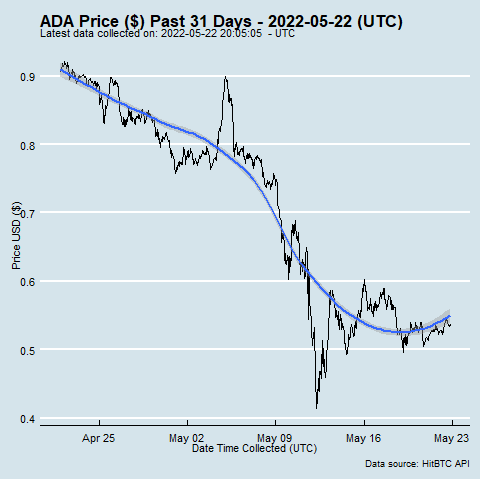 ADA Price ($) Past 31 Days - 2022-05-22 (UTC)
Latest data collected on: 2022-05-22 20:05:05  - UTC
Price USD ($)
0.9
0.8
0.7
0.6
0.5
0.4
Apr 25
May 02
May 09
May 16
May 23
Date Time Collected (UTC)
Data source: HitBTC API